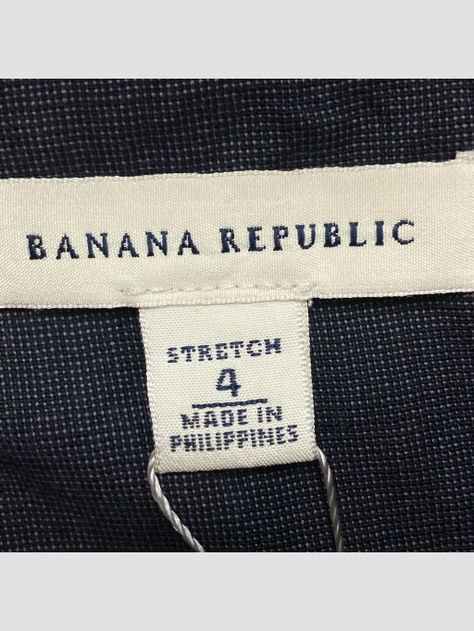 BANANA REPUBLIC
STRETCH
4
MADE IN
PHILIPPINES